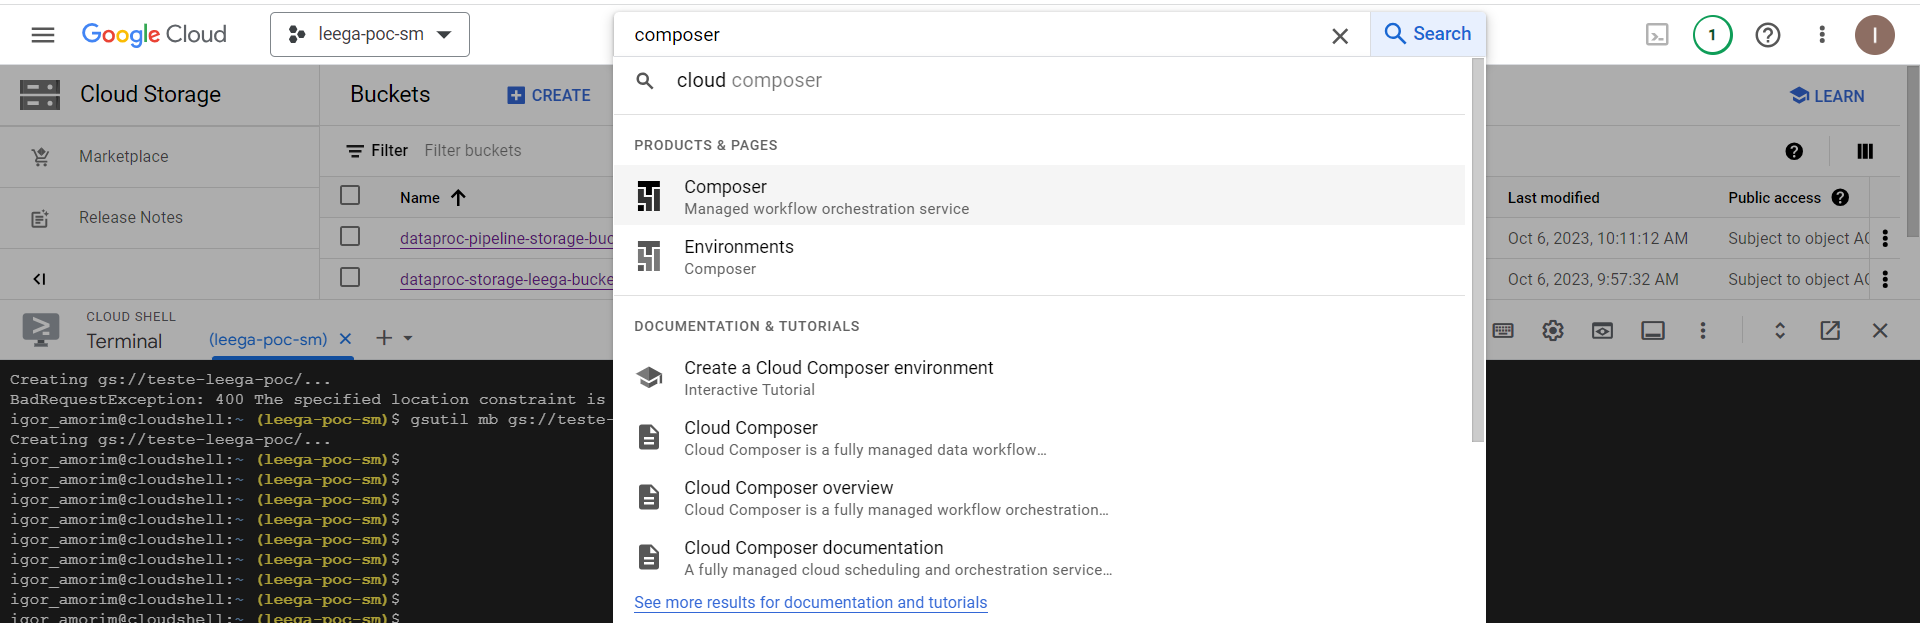 Google Cloud
leega-poc-sm
composer
Search
1
I
cloud composer
Cloud Storage
Buckets
CREATE
LEARN
Marketplace
Release Notes
Filter
Filter buckets
Name
Last modified
Public access
dataproc-pipeline-storage-buc
Oct 6, 2023, 10:11:12 AM
Subject to object AC
dataproc-storage-leega-bucke
Oct 6, 2023, 9:57:32 AM
Subject to object AC
PRODUCTS & PAGES
Composer
Managed workflow orchestration service
Environments
Composer
DOCUMENTATION & TUTORIALS
Create a Cloud Composer environment
Interactive Tutorial
Cloud Composer
Cloud Composer is a fully managed data workflow...
Cloud Composer overview
Cloud Composer is a fully managed workflow orchestration...
Cloud Composer documentation
A fully managed cloud scheduling and orchestration service...
See more results for documentation and tutorials
CLOUD SHELL
Terminal
(leega-poc-sm)
Creating gs://teste-leega-poc/...
BadRequestException: 400 The specified location constraint is
igor_amorim@cloudshell:~ (leega-poc-sm)$ gsutil mb gs://teste-
Creating gs://teste-leega-poc/...
igor_amorim@cloudshell:~ (leega-poc-sm)$
igor_amorim@cloudshell:~ (leega-poc-sm)$
igor_amorim@cloudshell:~ (leega-poc-sm)$
igor_amorim@cloudshell:~ (leega-poc-sm)$
igor_amorim@cloudshell:~ (leega-poc-sm)$
igor_amorim@cloudshell:~ (leega-poc-sm)$
igor_amorim@cloudshell:~ (leega-poc-sm)$
igor_amorim@cloudshell:~ (leega-poc-sm)$
igor_amorim@cloudshell:~ (leega-poc-sm)$